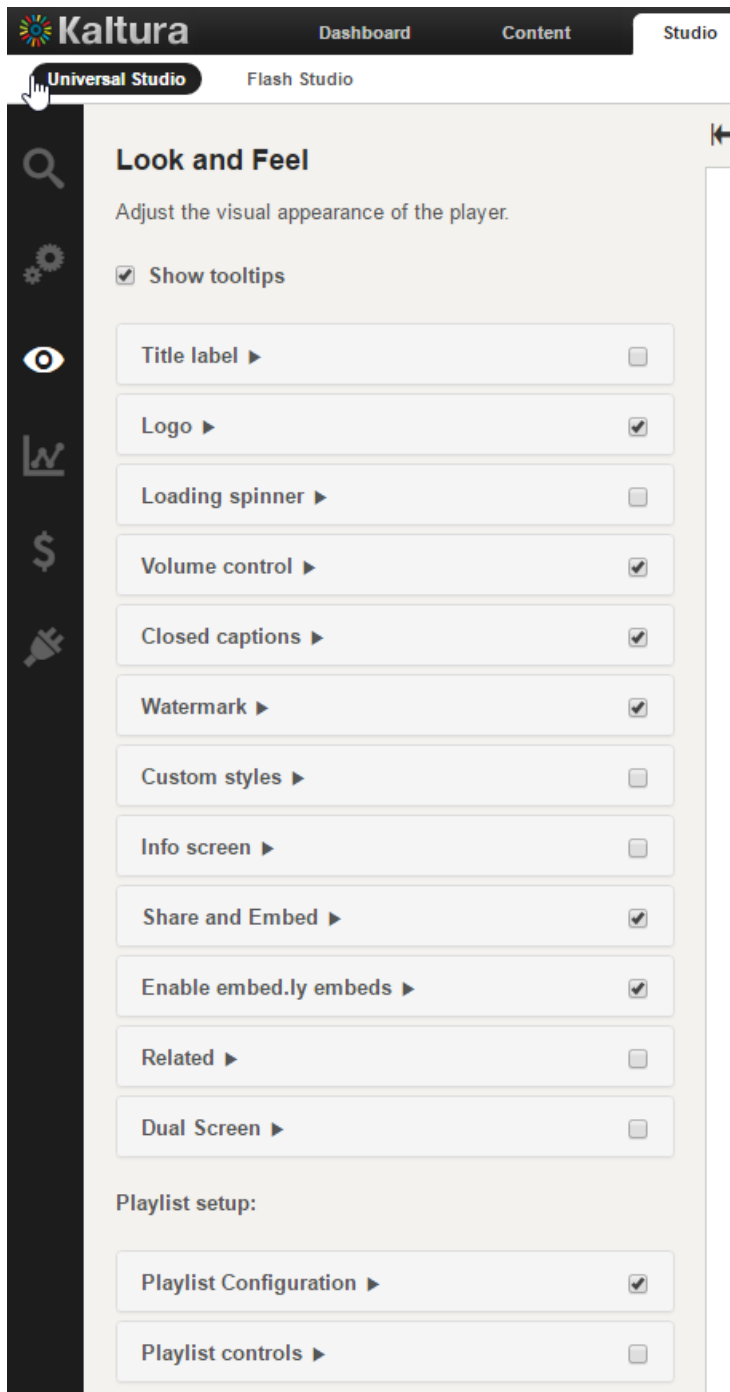 Kaltura Dashboard Content Studio
Universal Studio Flash Studio
Look and Feel
Adjust the visual appearance of the player.
Show tooltips
Title label
Logo
Loading spinner
Volume control
Closed captions
Watermark
Custom styles
Info screen
Share and Embed
Enable embed.ly embeds
Related
Dual Screen
Playlist setup:
Playlist Configuration
Playlist controls